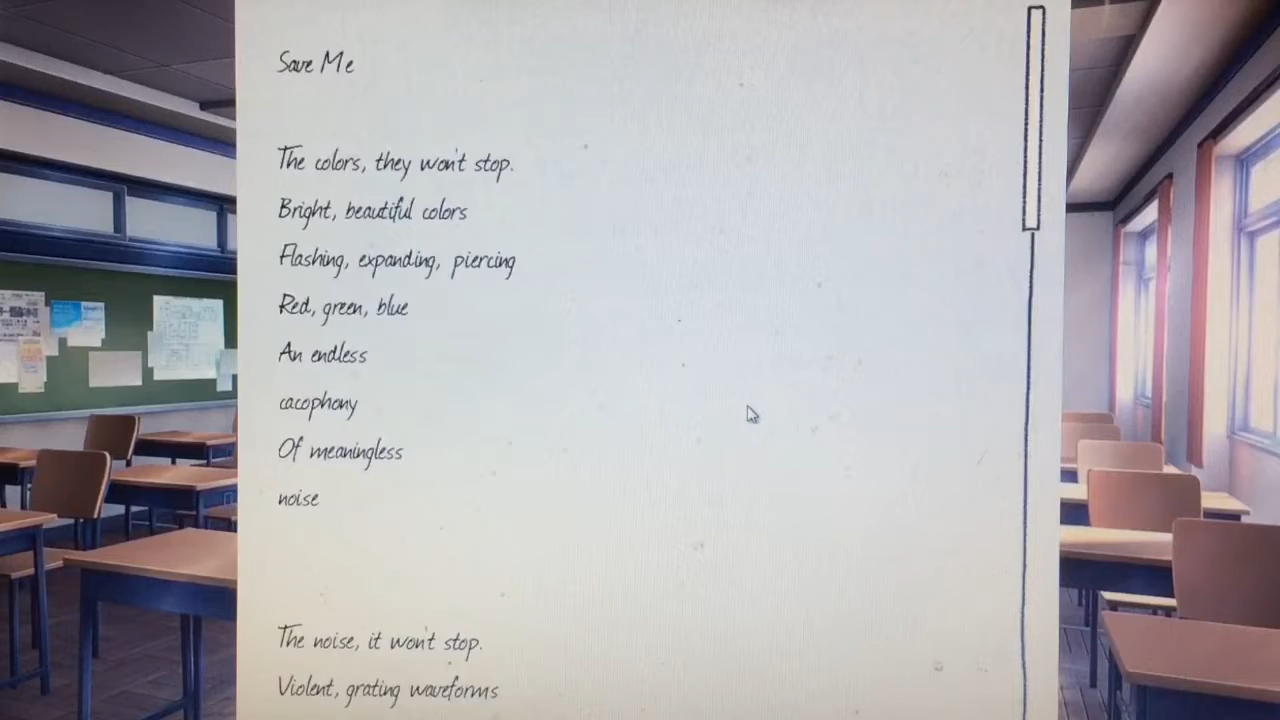 Save Me
The colors, they won't stop.
Bright, beautiful colors
Flashing, expanding, piercing
Red, green, blue
An endless
cacophony
Of meaningless
noise
The noise, it won't stop.
Violent, grating waveforms